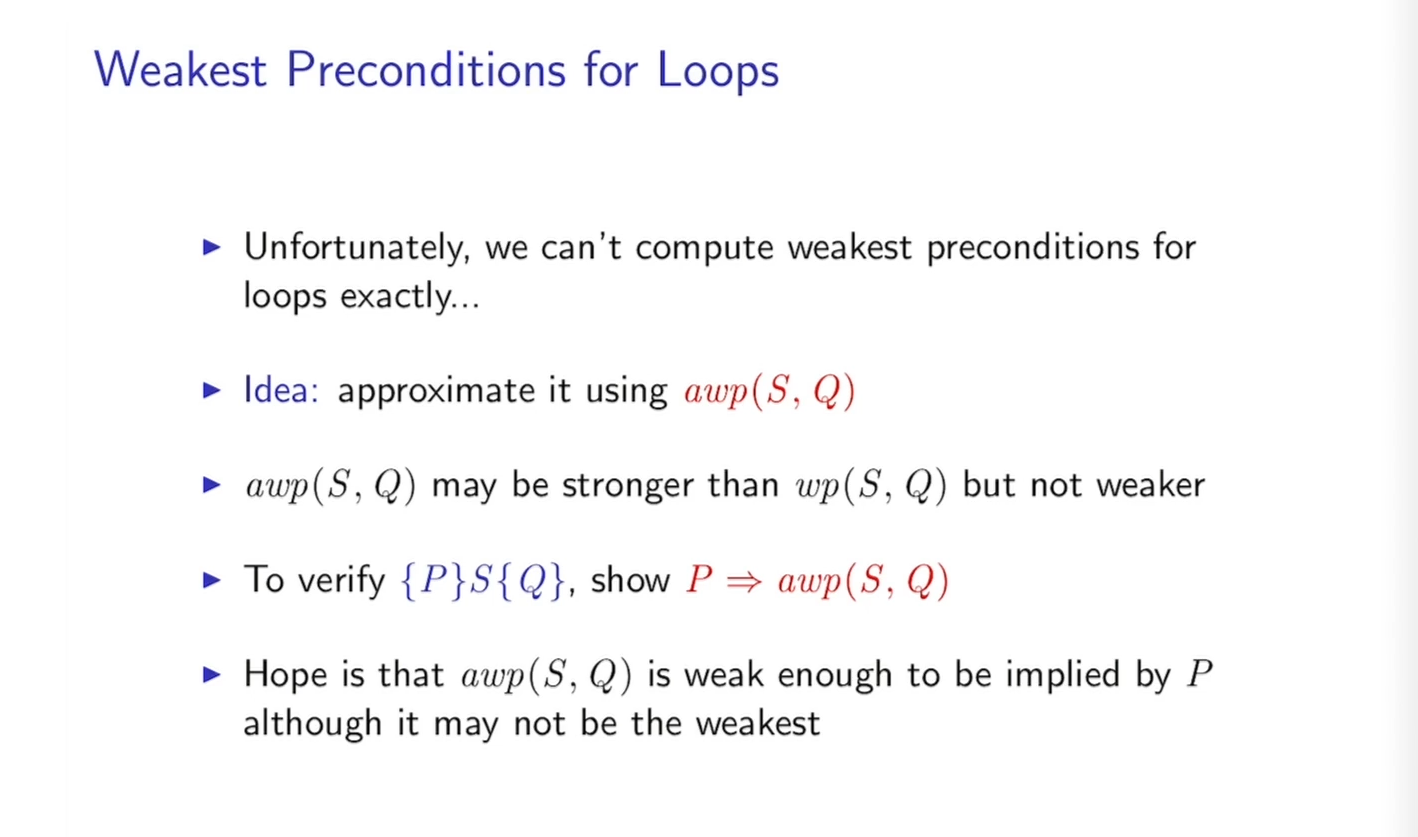 Weakest Preconditions for Loops
▶ Unfortunately, we can't compute weakest preconditions for
loops exactly...
▶ Idea: approximate it using awp(S, Q)
▶ awp(S, Q) may be stronger than wp(S, Q) but not weaker
▶ To verify {P}S{Q}, show P ⇒ awp(S, Q)
▶ Hope is that awp(S, Q) is weak enough to be implied by P
although it may not be the weakest